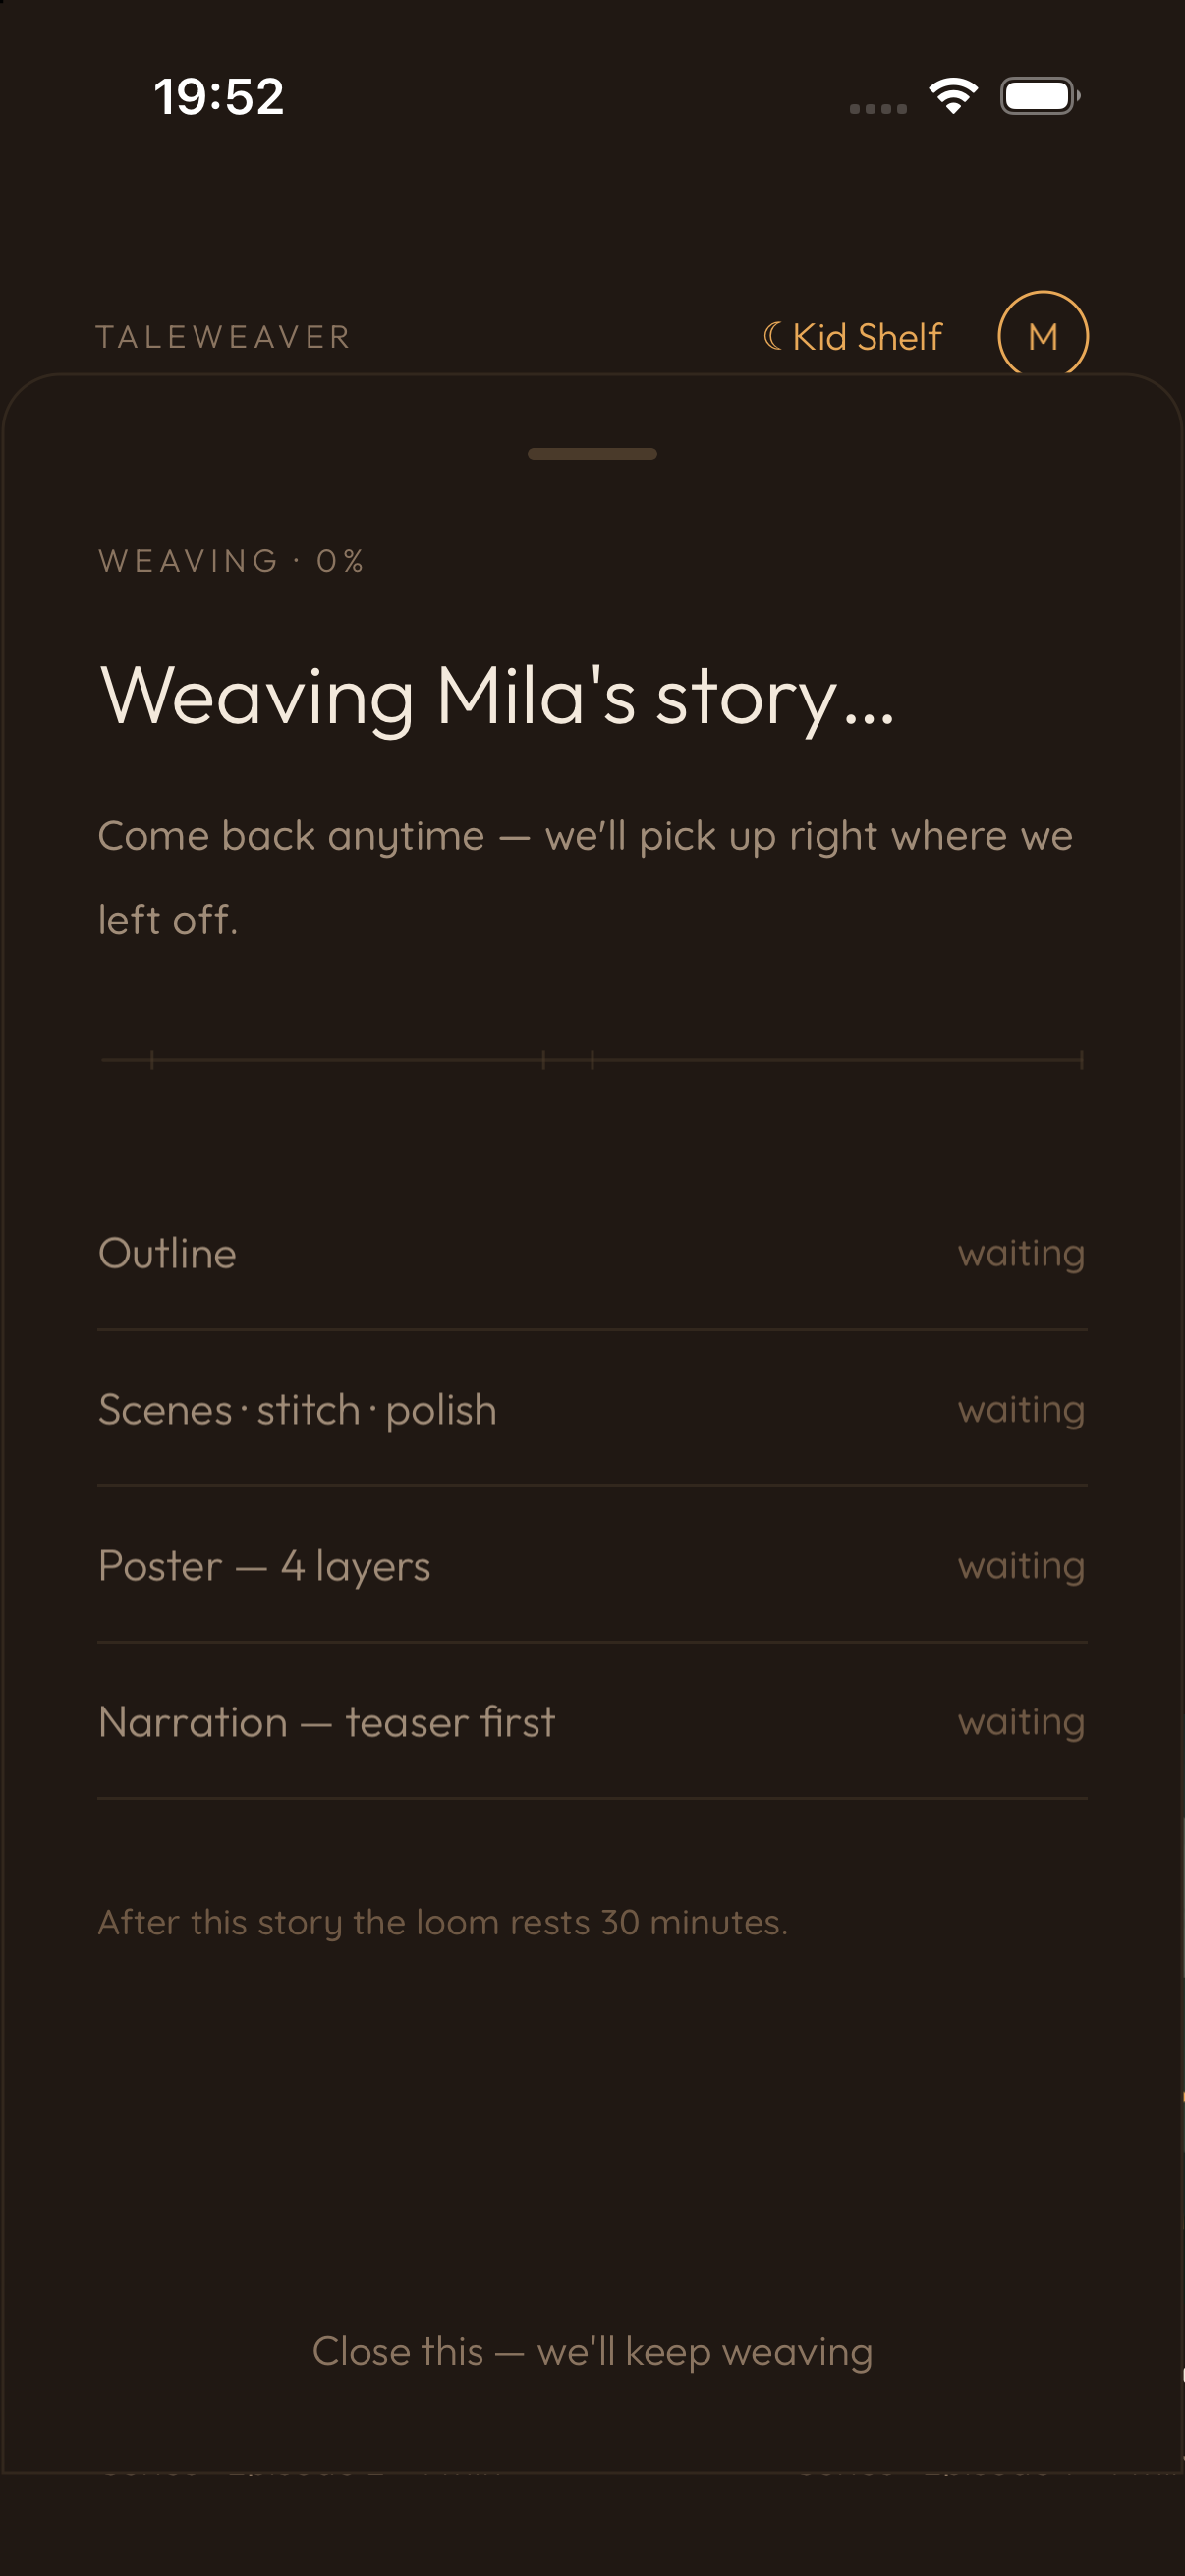 19:52
TALEWEAVER
☾ Kid Shelf
M
WEAVING · 0%
Weaving Mila's story...
Come back anytime — we'll pick up right where we
left off.
Outline
waiting
Scenes · stitch · polish
waiting
Poster — 4 layers
waiting
Narration — teaser first
waiting
After this story the loom rests 30 minutes.
Close this — we'll keep weaving